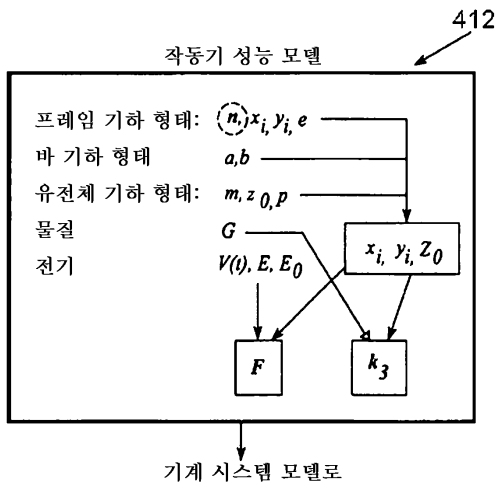 412
작동기 성능 모델
프레임 기하 형태: n, x_i, y_i, e
바 기하 형태 a,b
유전체 기하 형태: m, z_0, p
물질 G
전기 V(t), E, E_0
x_i, y_i, Z_0
F
k_3
기계 시스템 모델로